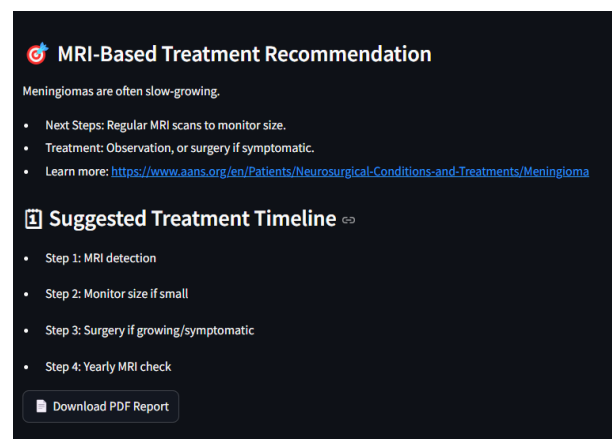 MRI-Based Treatment Recommendation
Meningiomas are often slow-growing.
• Next Steps: Regular MRI scans to monitor size.
• Treatment: Observation, or surgery if symptomatic.
• Learn more: https://www.aans.org/en/Patients/Neurosurgical-Conditions-and-Treatments/Meningioma
Suggested Treatment Timeline
• Step 1: MRI detection
• Step 2: Monitor size if small
• Step 3: Surgery if growing/symptomatic
• Step 4: Yearly MRI check
Download PDF Report